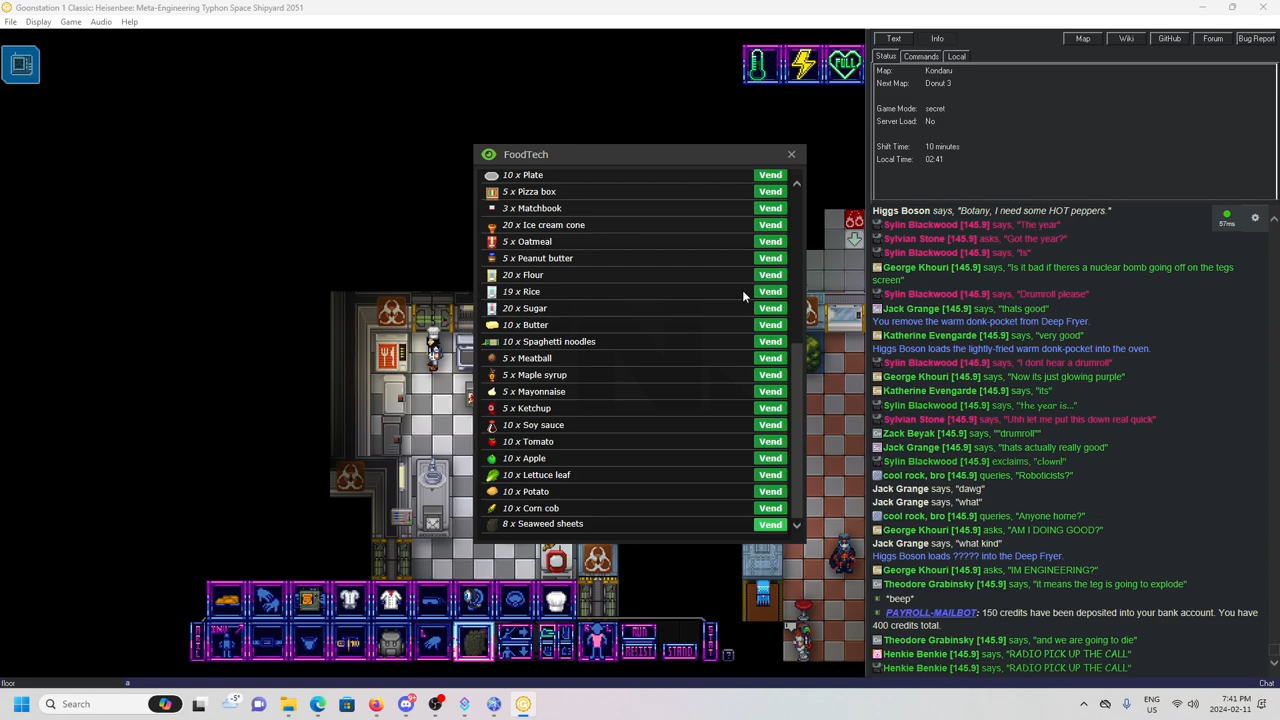 Goonstation 1 Classic: Heisenbee: Meta-Engineering Typhon Space Shipyard 2051
File Display Game Audio Help
FULL
FoodTech
10 x Plate Vend
5 x Pizza box Vend
3 x Matchbook Vend
20 x Ice cream cone Vend
5 x Oatmeal Vend
5 x Peanut butter Vend
20 x Flour Vend
19 x Rice Vend
20 x Sugar Vend
10 x Butter Vend
10 x Spaghetti noodles Vend
5 x Meatball Vend
5 x Maple syrup Vend
5 x Mayonnaise Vend
5 x Ketchup Vend
10 x Soy sauce Vend
10 x Tomato Vend
10 x Apple Vend
10 x Lettuce leaf Vend
10 x Potato Vend
10 x Corn cob Vend
8 x Seaweed sheets Vend
RUN
RESIST
STAND
floor
a
Text Info Map Wiki GitHub Forum Bug Report
Status Commands Local
Map: Kondaru
Next Map: Donut 3
Game Mode: secret
Server Load: No
Shift Time: 10 minutes
Local Time: 02:41
57ms
Higgs Boson says, "Botany, I need some HOT peppers."
Sylin Blackwood [145.9] says, "The year"
Sylvian Stone [145.9] asks, "Got the year?"
Sylin Blackwood [145.9] says, "Is"
George Khouri [145.9] says, "Is it bad if theres a nuclear bomb going off on the tegs
screen"
Sylin Blackwood [145.9] says, "Drumroll please"
Jack Grange [145.9] says, "thats good"
You remove the warm donk-pocket from Deep Fryer.
Katherine Evengarde [145.9] says, "very good"
Higgs Boson loads the lightly-fried warm donk-pocket into the oven.
Sylin Blackwood [145.9] says, "I dont hear a drumroll"
George Khouri [145.9] says, "Now its just glowing purple"
Katherine Evengarde [145.9] says, "its"
Sylin Blackwood [145.9] says, "the year is..."
Sylvian Stone [145.9] says, "Uhh let me put this down real quick"
Zack Beyak [145.9] says, ""drumroll""
Jack Grange [145.9] says, "thats actually really good"
Sylin Blackwood [145.9] exclaims, "clown!"
cool rock, bro [145.9] queries, "Roboticists?"
Jack Grange says, "dawg"
Jack Grange says, "what"
cool rock, bro [145.9] queries, "Anyone home?"
George Khouri [145.9] asks, "AM I DOING GOOD?"
Jack Grange says, "what kind"
Higgs Boson loads ????? into the Deep Fryer.
George Khouri [145.9] asks, "IM ENGINEERING?"
Theodore Grabinsky [145.9] says, "it means the teg is going to explode"
*beep*
PAYROLL-MAILBOT: 150 credits have been deposited into your bank account. You have
400 credits total.
Theodore Grabinsky [145.9] says, "and we are going to die"
Henkie Benkie [145.9] says, "RADIO PICK UP THE CALL"
Henkie Benkie [145.9] says, "RADIO PICK UP THE CALL"
Chat
Search
-5°
9+
ENG
US
7:41 PM
2024-02-11